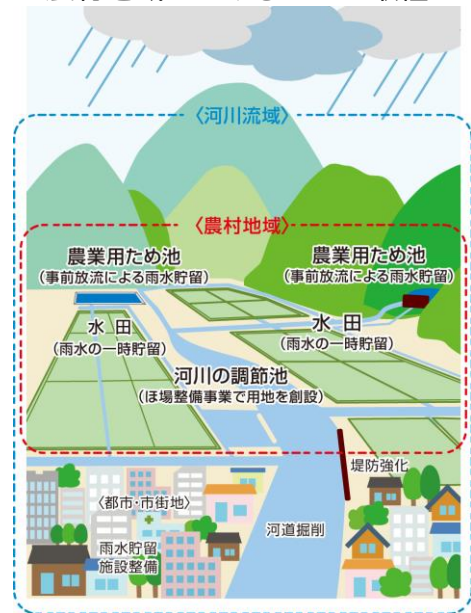 〈河川流域〉
〈農村地域〉
農業用ため池
(事前放流による雨水貯留)
農業用ため池
(事前放流による雨水貯留)
水 田
(雨水の一時貯留)
水 田
(雨水の一時貯留)
河川の調節池
(ほ場整備事業で用地を創設)
堤防強化
〈都市・市街地〉
河道掘削
雨水貯留
施設整備